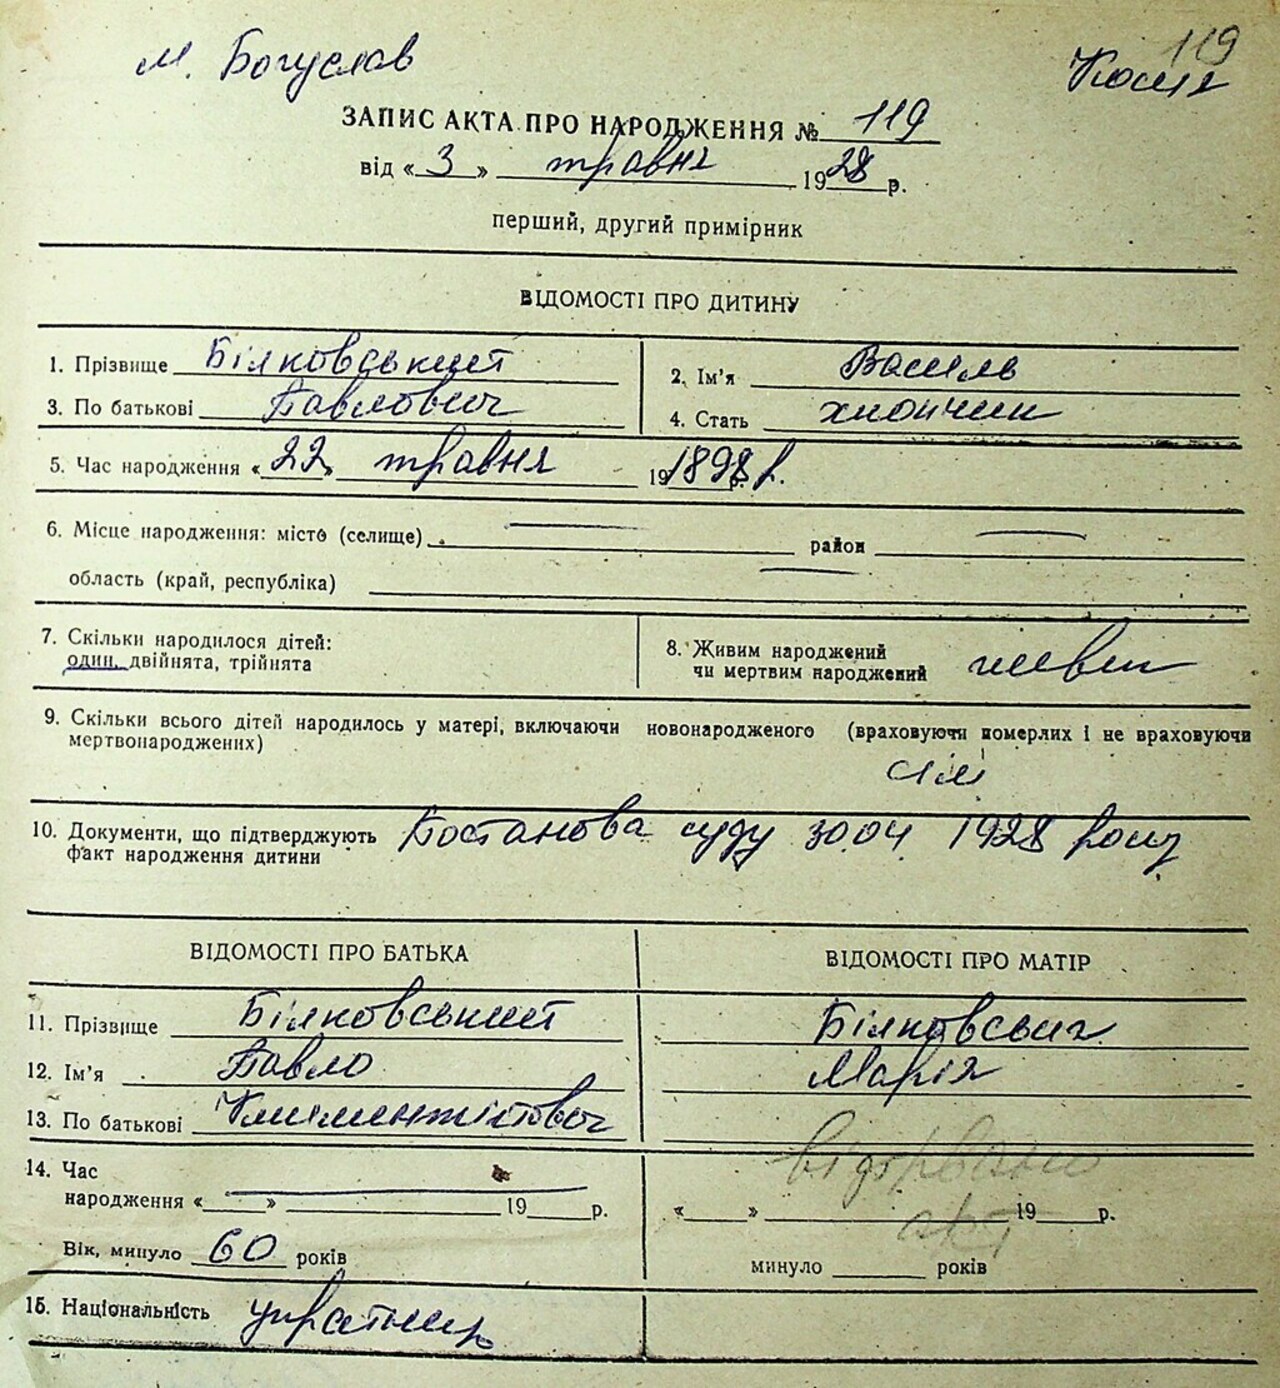 119
м. Богуслав
Копія
ЗАПИС АКТА ПРО НАРОДЖЕННЯ № 119
від « 3 » травня 1928 р.
перший, другий примірник
ВІДОМОСТІ ПРО ДИТИНУ
1. Прізвище Білковський
2. Ім'я Василь
3. По батькові Павлович
4. Стать хлопчик
5. Час народження « 22 » травня 19 1898 р.
6. Місце народження: місто (селище) — район —
область (край, республіка) —
7. Скільки народилося дітей:
один, двійнята, трійнята
8. Живим народжений
чи мертвим народжений живим
9. Скільки всього дітей народилось у матері, включаючи новонародженого (враховуючи померлих і не враховуючи
мертвонароджених)
10. Документи, що підтверджують Постанова суду 30.04. 1928 року
факт народження дитини
ВІДОМОСТІ ПРО БАТЬКА
ВІДОМОСТІ ПРО МАТІР
11. Прізвище Білковський
Білковська
12. Ім'я Павло
Марія
13. По батькові Климентійович
14. Час
народження « » 19 р.
відірваний
акт
« » 19 р.
Вік, минуло 60 років
минуло років
15. Національність українець